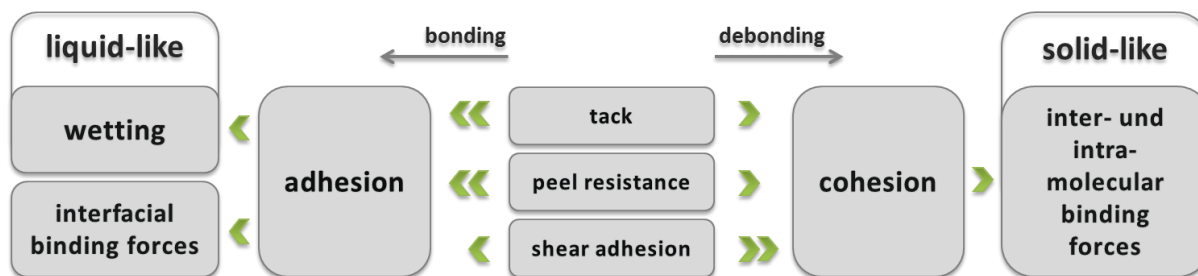 liquid-like
wetting
interfacial
binding forces
adhesion
bonding
debonding
tack
peel resistance
shear adhesion
cohesion
solid-like
inter- und
intra-
molecular
binding
forces